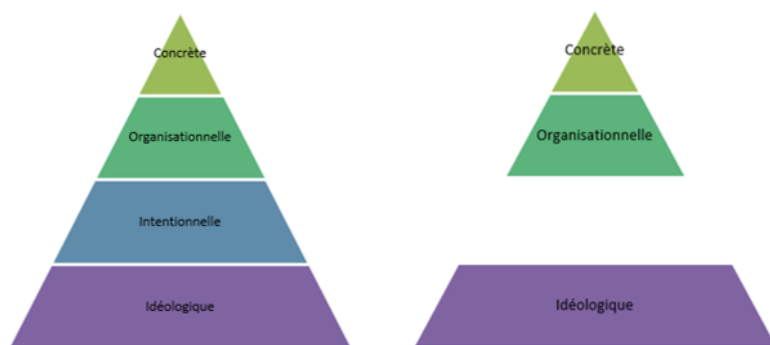 Concrète
Organisationnelle
Intentionnelle
Idéologique
Concrète
Organisationnelle
Idéologique